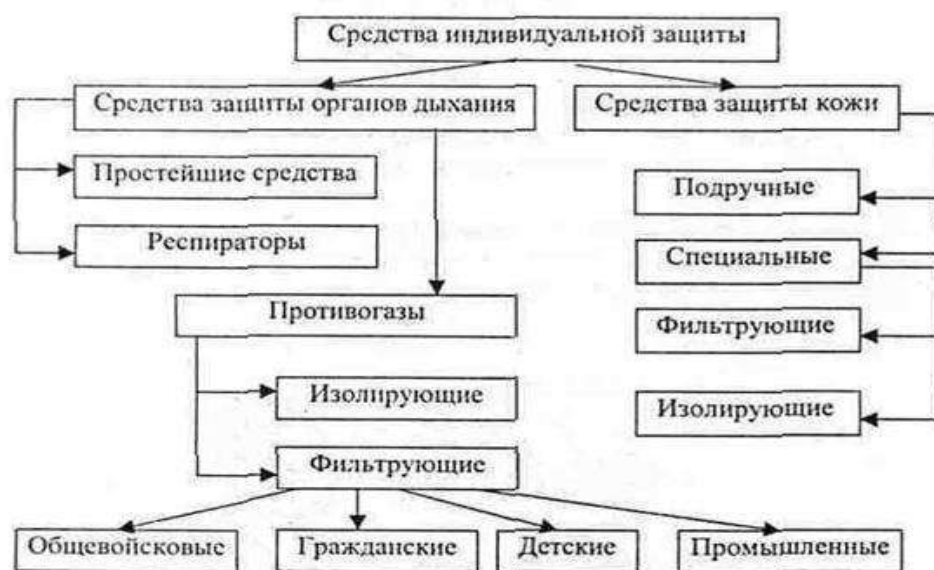 Средства индивидуальной защиты
Средства защиты органов дыхания
Средства защиты кожи
Простейшие средства
Подручные
Респираторы
Специальные
Противогазы
Фильтрующие
Изолирующие
Изолирующие
Фильтрующие
Общевойсковые
Гражданские
Детские
Промышленные